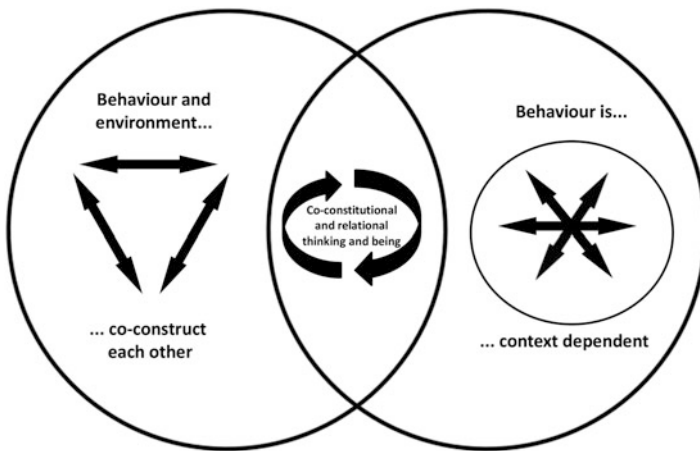 Behaviour and
environment...
... co-construct
each other
Co-constitutional
and relational
thinking and being
Behaviour is...
... context dependent